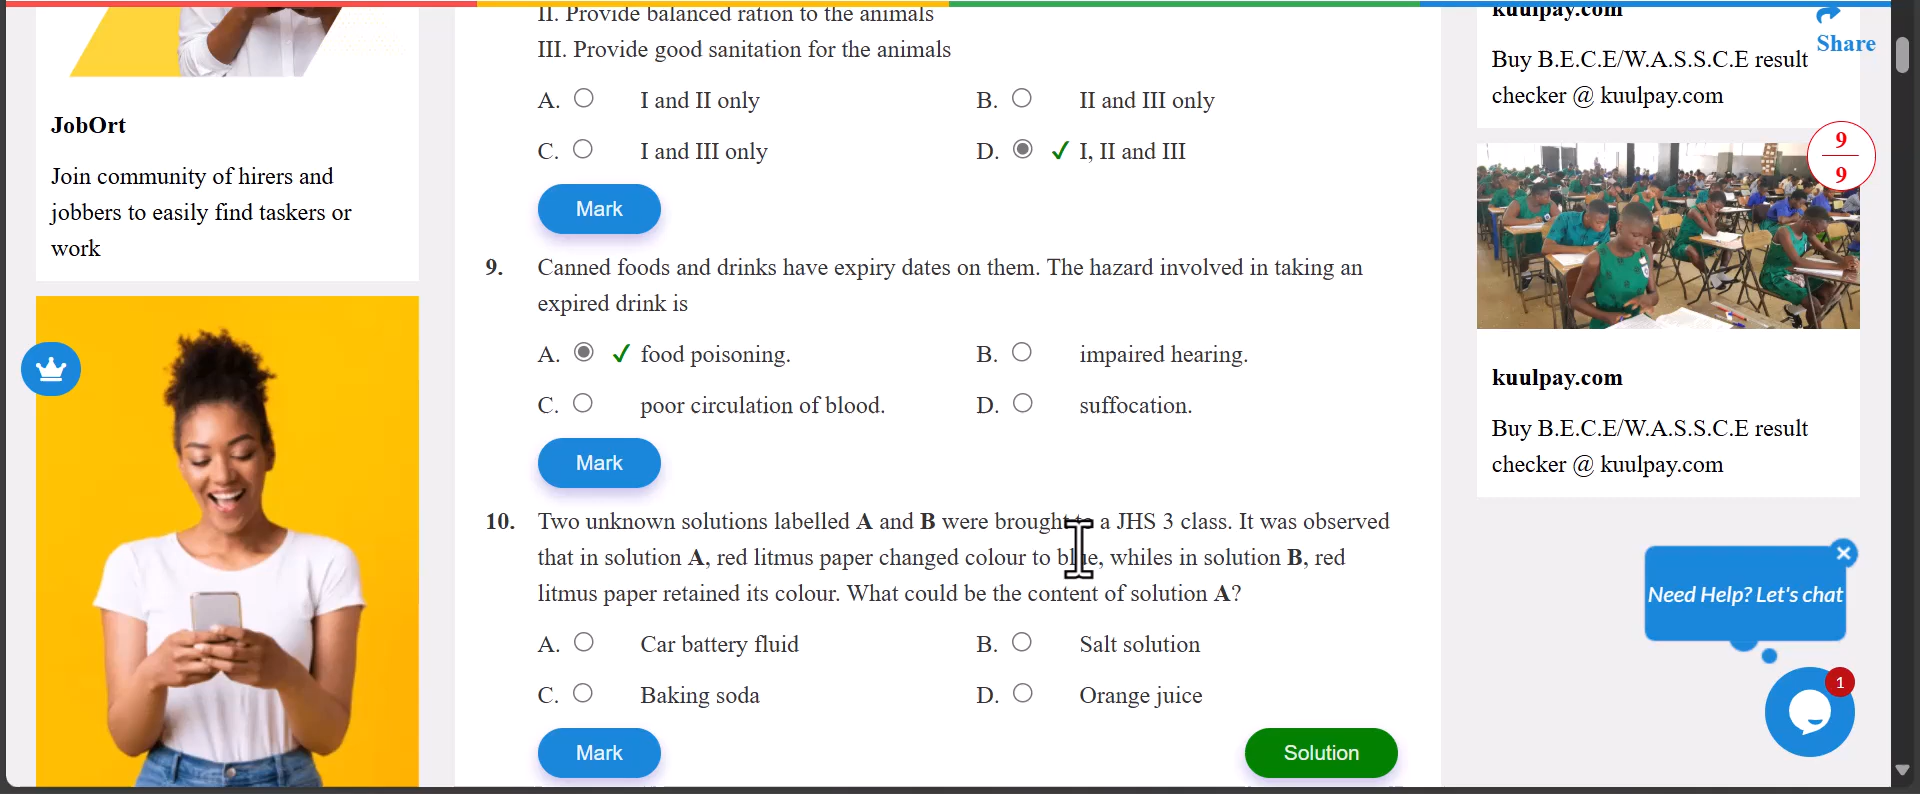 JobOrt
Join community of hirers and
jobbers to easily find taskers or
work
II. Provide balanced ration to the animals
III. Provide good sanitation for the animals
A. I and II only
B. II and III only
C. I and III only
D. ✓ I, II and III
Mark
9. Canned foods and drinks have expiry dates on them. The hazard involved in taking an
expired drink is
A. ✓ food poisoning.
B. impaired hearing.
C. poor circulation of blood.
D. suffocation.
Mark
10. Two unknown solutions labelled A and B were brought to a JHS 3 class. It was observed
that in solution A, red litmus paper changed colour to blue, whiles in solution B, red
litmus paper retained its colour. What could be the content of solution A?
A. Car battery fluid
B. Salt solution
C. Baking soda
D. Orange juice
Mark
Solution
kuulpay.com
Share
Buy B.E.C.E/W.A.S.S.C.E result
checker @ kuulpay.com
9
9
kuulpay.com
Buy B.E.C.E/W.A.S.S.C.E result
checker @ kuulpay.com
Need Help? Let's chat
1